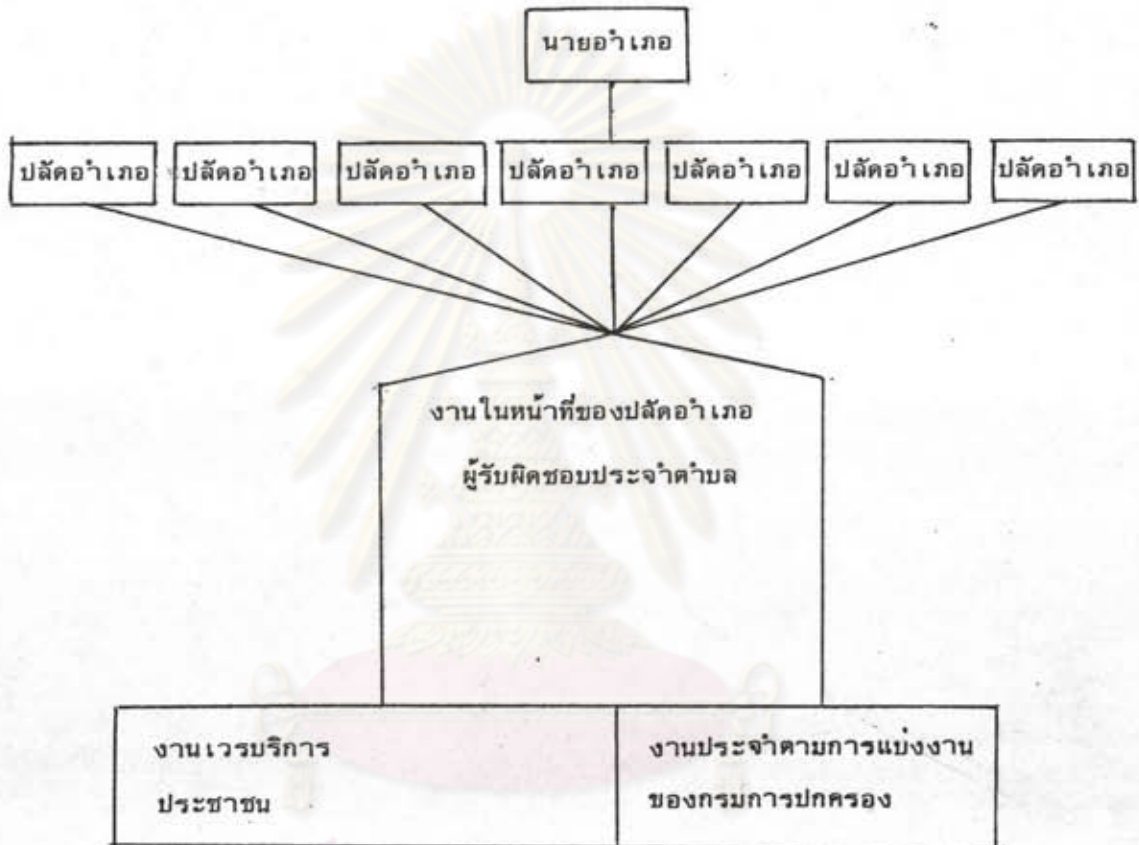 นายอำเภอ
ปลัดอำเภอ ปลัดอำเภอ ปลัดอำเภอ ปลัดอำเภอ ปลัดอำเภอ ปลัดอำเภอ ปลัดอำเภอ
งานในหน้าที่ของปลัดอำเภอ
ผู้รับผิดชอบประจำตำบล
งานเวรบริการ
ประชาชน
งานประจำตามการแบ่งงาน
ของกรมการปกครอง